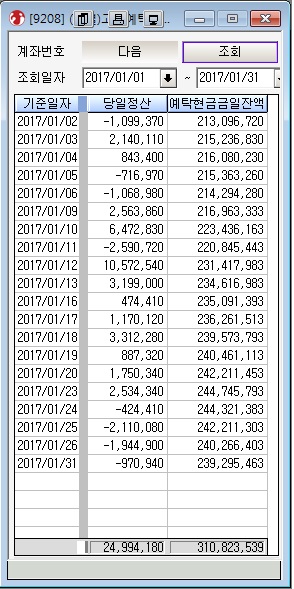 [9208] (
계좌번호 다음 조회
조회일자 2017/01/01 ~ 2017/01/31
기준일자 당일정산 예탁현금금일잔액
2017/01/02 -1,099,370 213,096,720
2017/01/03 2,140,110 215,236,830
2017/01/04 843,400 216,080,230
2017/01/05 -716,970 215,363,260
2017/01/06 -1,068,980 214,294,280
2017/01/09 2,563,860 216,963,333
2017/01/10 6,472,830 223,436,163
2017/01/11 -2,590,720 220,845,443
2017/01/12 10,572,540 231,417,983
2017/01/13 3,199,000 234,616,983
2017/01/16 474,410 235,091,393
2017/01/17 1,170,120 236,261,513
2017/01/18 3,312,280 239,573,793
2017/01/19 887,320 240,461,113
2017/01/20 1,750,340 242,211,453
2017/01/23 2,534,340 244,745,793
2017/01/24 -424,410 244,321,383
2017/01/25 -2,110,080 242,211,303
2017/01/26 -1,944,900 240,266,403
2017/01/31 -970,940 239,295,463
24,994,180 310,823,539